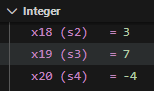 Integer
x18 (s2) = 3
x19 (s3) = 7
x20 (s4) = -4